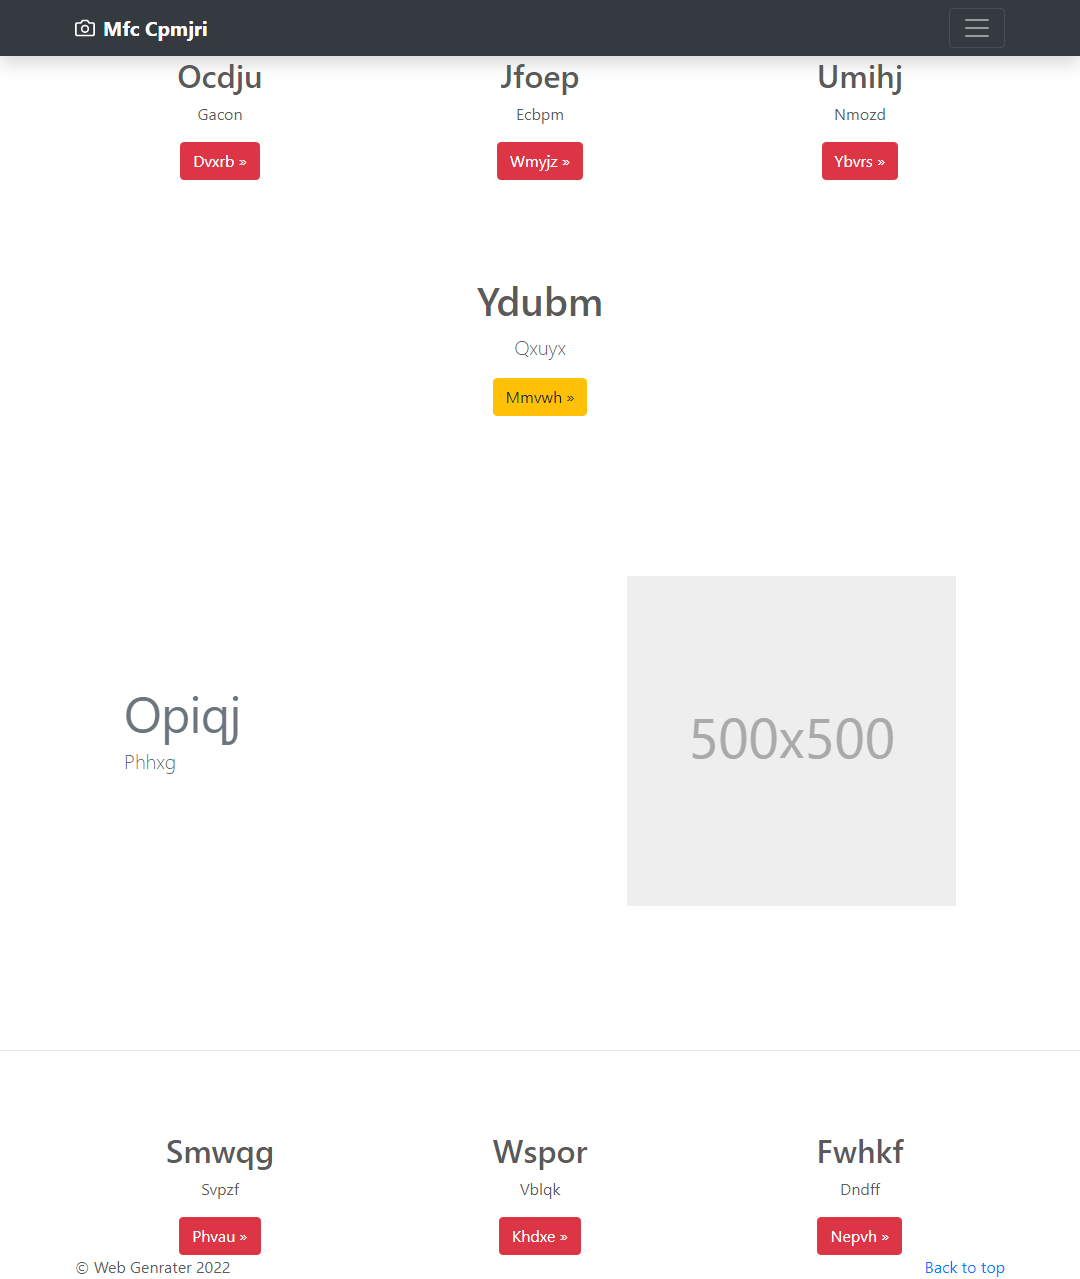 Mfc Cpmjri
Ocdju
Gacon
Dvxrb »
Jfoep
Ecbpm
Wmyjz »
Umihj
Nmozd
Ybvrs »
Ydubm
Qxuyx
Mmvwh »
Opiqj
Phhxg
500x500
Smwqg
Svpzf
Phvau »
Wspor
Vblqk
Khdxe »
Fwhkf
Dndff
Nepvh »
© Web Genrater 2022
Back to top